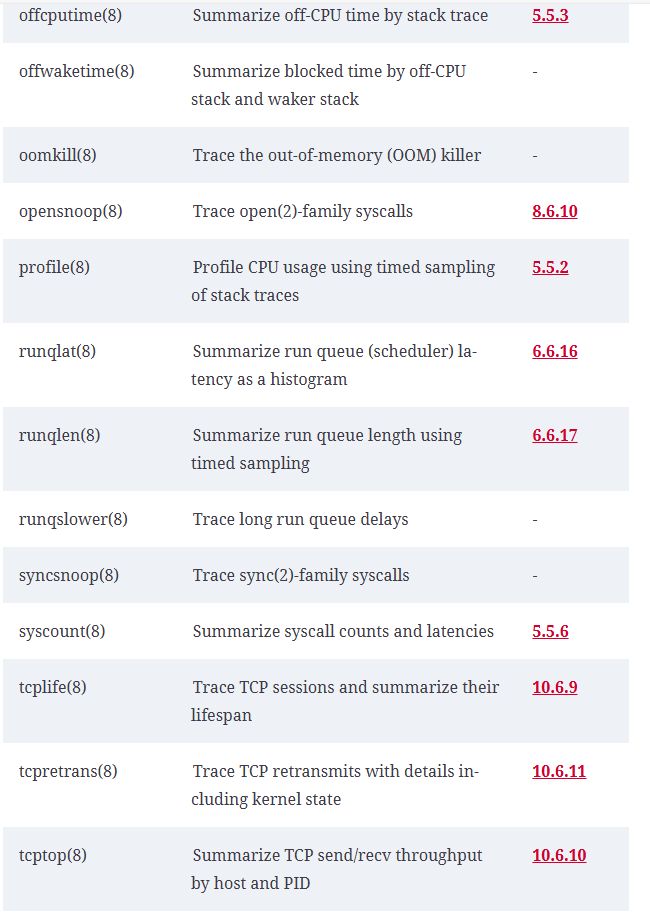 offcputime(8) Summarize off-CPU time by stack trace 5.5.3
offwaketime(8) Summarize blocked time by off-CPU -
stack and waker stack
oomkill(8) Trace the out-of-memory (OOM) killer -
opensnoop(8) Trace open(2)-family syscalls 8.6.10
profile(8) Profile CPU usage using timed sampling 5.5.2
of stack traces
runqlat(8) Summarize run queue (scheduler) la- 6.6.16
tency as a histogram
runqlen(8) Summarize run queue length using 6.6.17
timed sampling
runqslower(8) Trace long run queue delays -
syncsnoop(8) Trace sync(2)-family syscalls -
syscount(8) Summarize syscall counts and latencies 5.5.6
tcplife(8) Trace TCP sessions and summarize their 10.6.9
lifespan
tcpretrans(8) Trace TCP retransmits with details in- 10.6.11
cluding kernel state
tcptop(8) Summarize TCP send/recv throughput 10.6.10
by host and PID